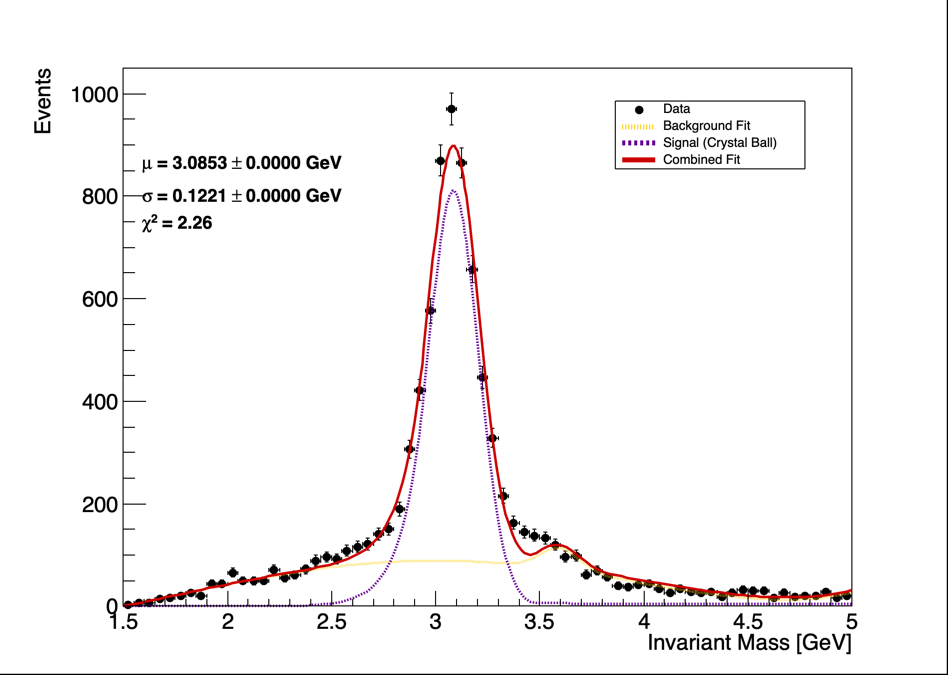 Events
1000
800
600
400
200
0
μ = 3.0853 ± 0.0000 GeV
σ = 0.1221 ± 0.0000 GeV
χ² = 2.26
Data
Background Fit
Signal (Crystal Ball)
Combined Fit
1.5 2 2.5 3 3.5 4 4.5 5
Invariant Mass [GeV]